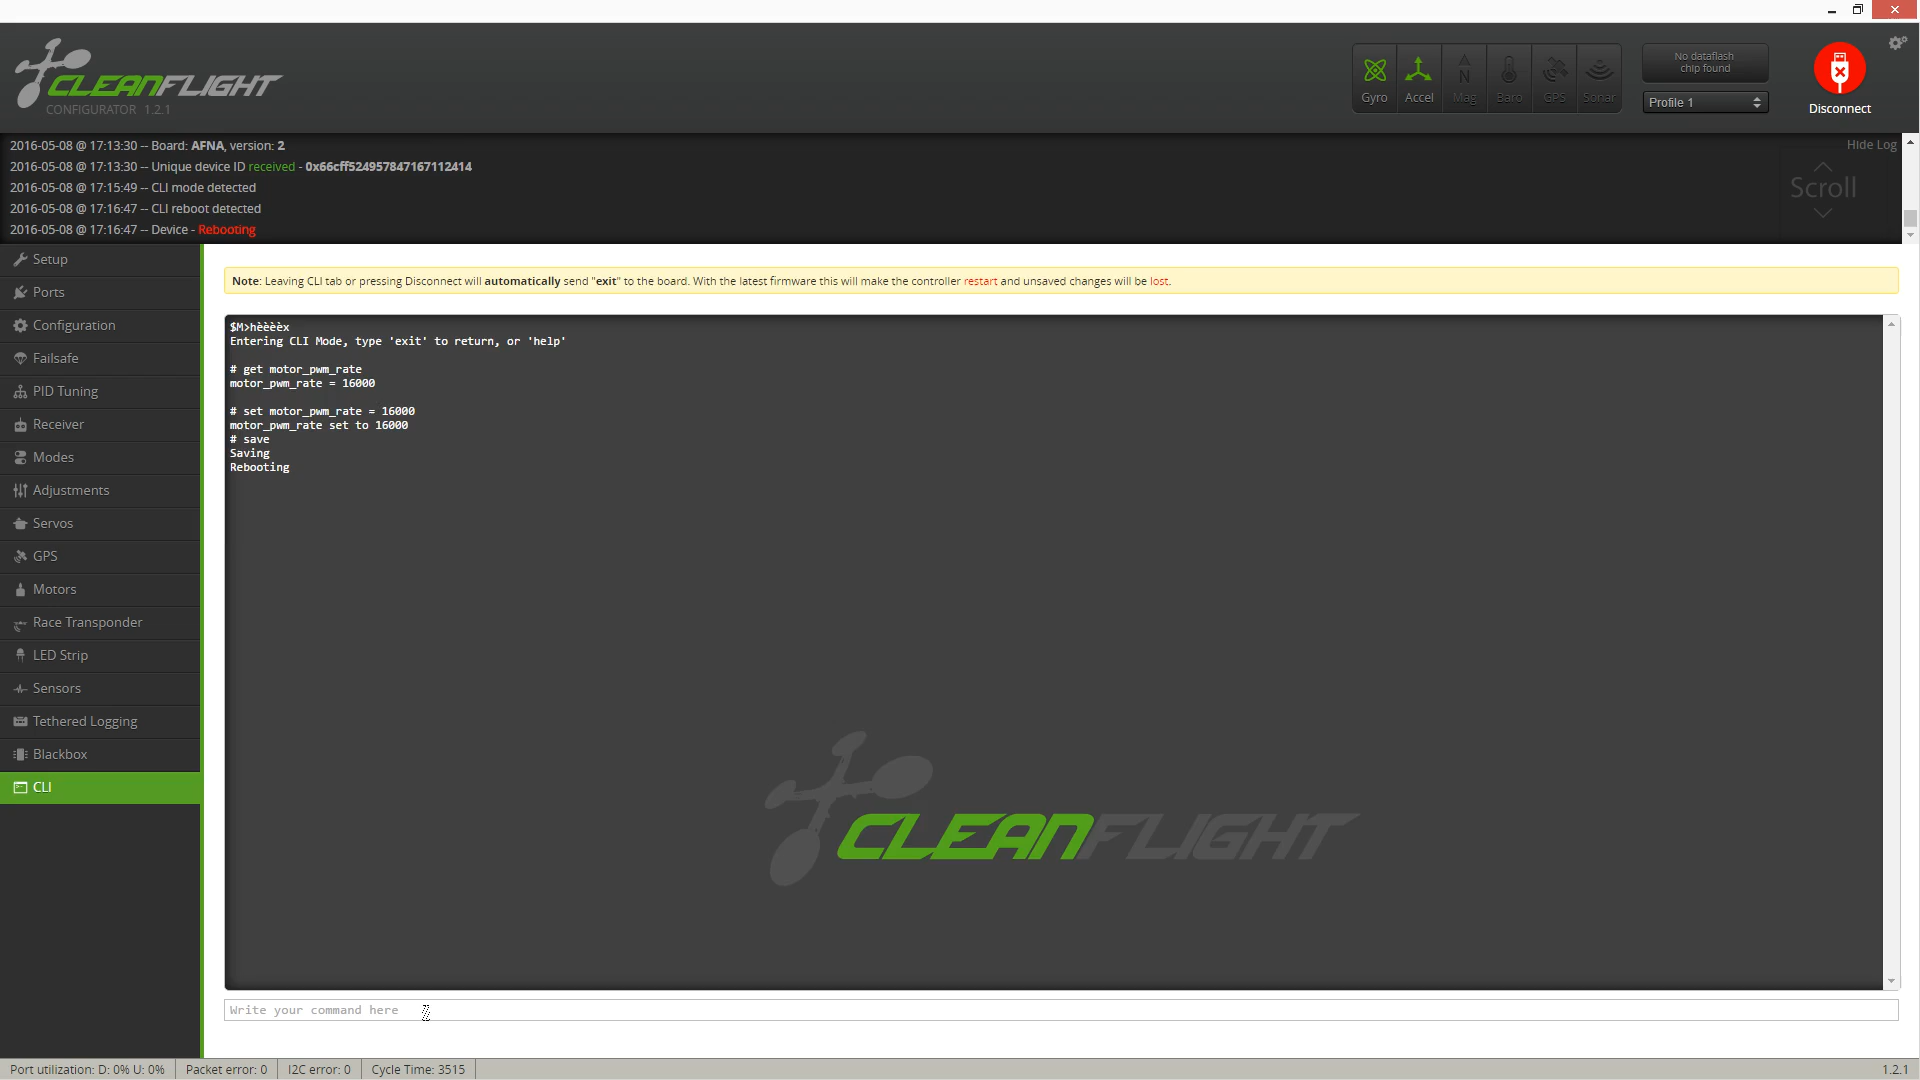 CLEANFLIGHT
CONFIGURATOR 1.2.1
Gyro
Accel
Mag
Baro
GPS
Sonar
No dataflash
chip found
Profile 1
Disconnect
2016-05-08 @ 17:13:30 -- Board: AFNA, version: 2
2016-05-08 @ 17:13:30 -- Unique device ID received - 0x66cff524957847167112414
2016-05-08 @ 17:15:49 -- CLI mode detected
2016-05-08 @ 17:16:47 -- CLI reboot detected
2016-05-08 @ 17:16:47 -- Device - Rebooting
Hide Log
Scroll
Setup
Ports
Configuration
Failsafe
PID Tuning
Receiver
Modes
Adjustments
Servos
GPS
Motors
Race Transponder
LED Strip
Sensors
Tethered Logging
Blackbox
CLI
Note: Leaving CLI tab or pressing Disconnect will automatically send "exit" to the board. With the latest firmware this will make the controller restart and unsaved changes will be lost.
$M>hèèèèx
Entering CLI Mode, type 'exit' to return, or 'help'
# get motor_pwm_rate
motor_pwm_rate = 16000
# set motor_pwm_rate = 16000
motor_pwm_rate set to 16000
# save
Saving
Rebooting
CLEANFLIGHT
Write your command here
Port utilization: D: 0% U: 0%
Packet error: 0
I2C error: 0
Cycle Time: 3515
1.2.1